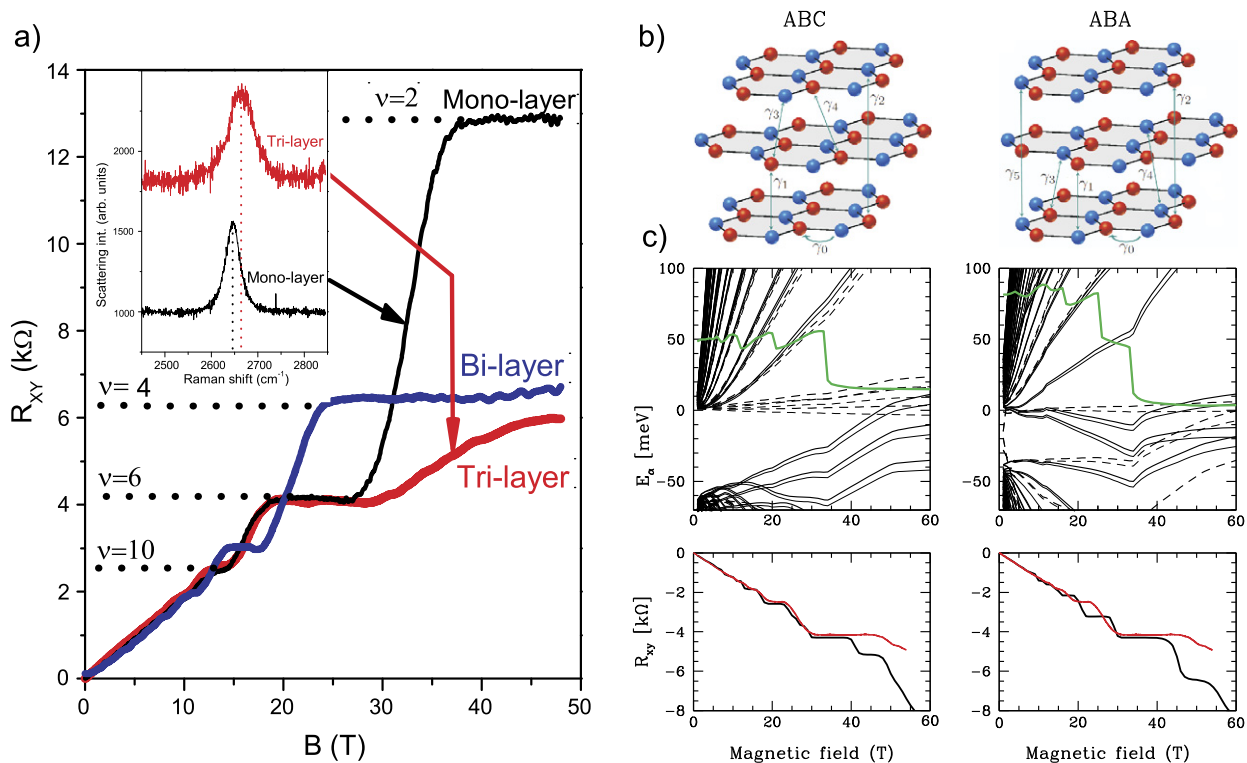 a)
R_XY (kΩ)
14
12
10
8
6
4
2
0
0
10
20
30
40
50
B (T)
ν=2
Mono-layer
ν= 4
Bi-layer
ν=6
Tri-layer
ν=10
Scattering int. (arb. units)
2500
2000
1500
1000
Tri-layer
Mono-layer
2500
2600
2700
2800
Raman shift (cm⁻¹)
b)
ABC
ABA
γ3
γ4
γ2
γ1
γ0
γ2
γ5
γ3
γ1
γ4
γ0
c)
E_α [meV]
100
50
0
−50
0
20
40
60
100
50
0
−50
0
20
40
60
R_xy [kΩ]
0
−2
−4
−6
−8
0
20
40
60
Magnetic field (T)
0
−2
−4
−6
−8
0
20
40
60
Magnetic field (T)